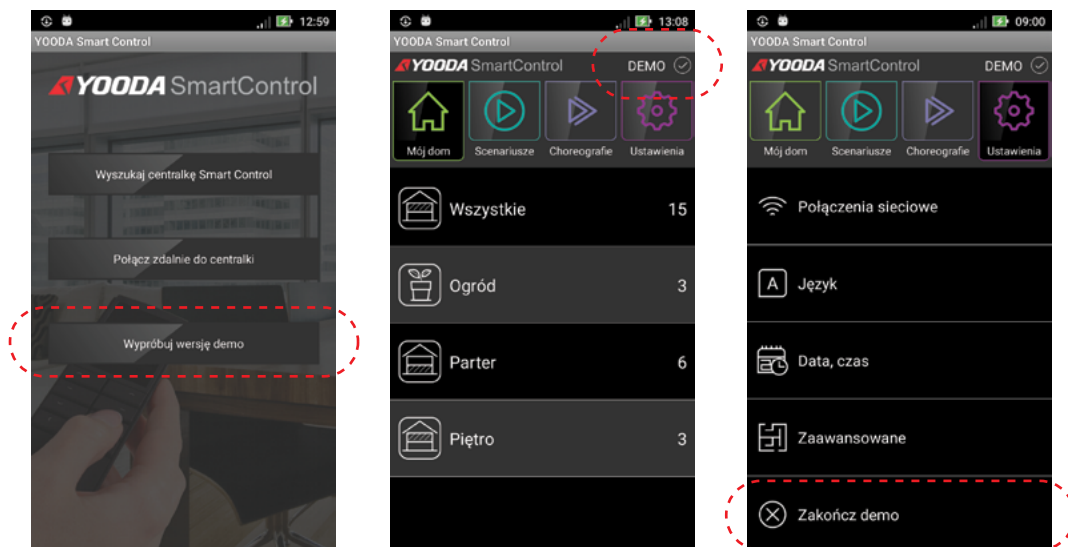 12:59
YOODA Smart Control
YOODA SmartControl
Wyszukaj centralkę Smart Control
Połącz zdalnie do centralki
Wypróbuj wersję demo
13:08
YOODA Smart Control
YOODA SmartControl DEMO
Mój dom Scenariusze Choreografie Ustawienia
Wszystkie 15
Ogród 3
Parter 6
Piętro 3
09:00
YOODA Smart Control
YOODA SmartControl DEMO
Mój dom Scenariusze Choreografie Ustawienia
Połączenia sieciowe
A Język
Data, czas
Zaawansowane
Zakończ demo